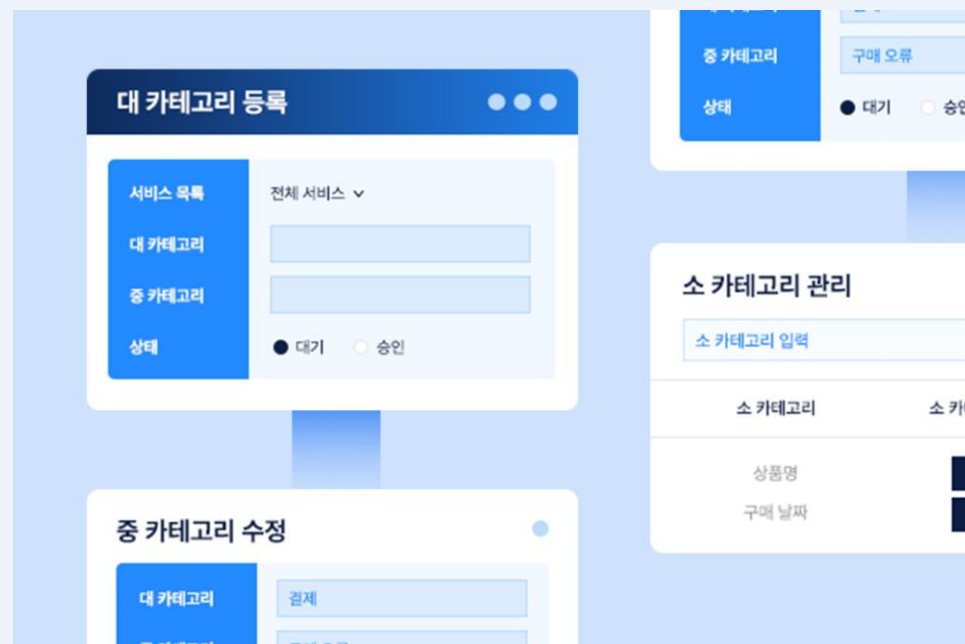 대 카테고리 등록
서비스 목록 전체 서비스
대 카테고리
중 카테고리
상태 대기 승인
중 카테고리 수정
대 카테고리 결제
중 카테고리 구매 오류
상태 대기 승인
소 카테고리 관리
소 카테고리 입력
소 카테고리 소 카
상품명
구매 날짜